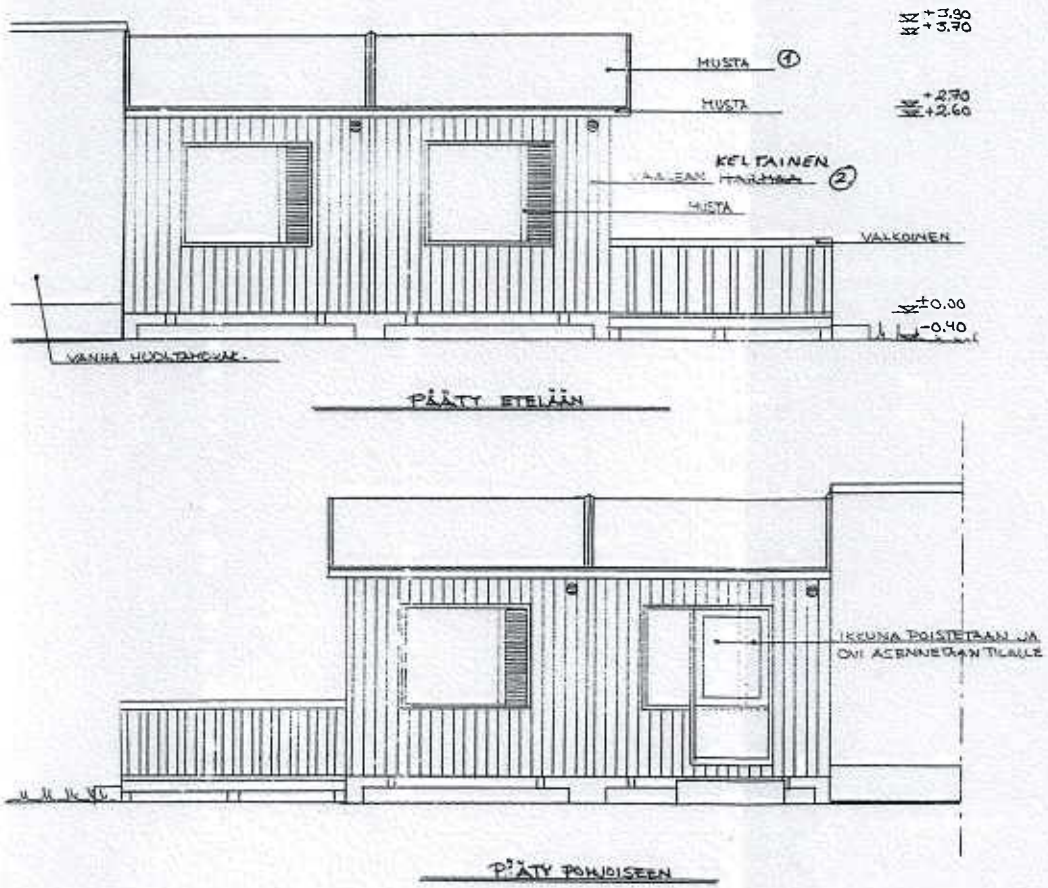 +3.90
+3.70
MUSTA ①
MUSTA
+2.70
+2.60
KELTAINEN
VAALEAN HARMAA ②
MUSTA
VALKOINEN
±0.00
-0.40
VANHA HUOLTAMORAK.
PÄÄTY ETELÄÄN
IKKUNA POISTETAAN JA
OVI ASENNETAAN TILALLE
PÄÄTY POHJOISEEN